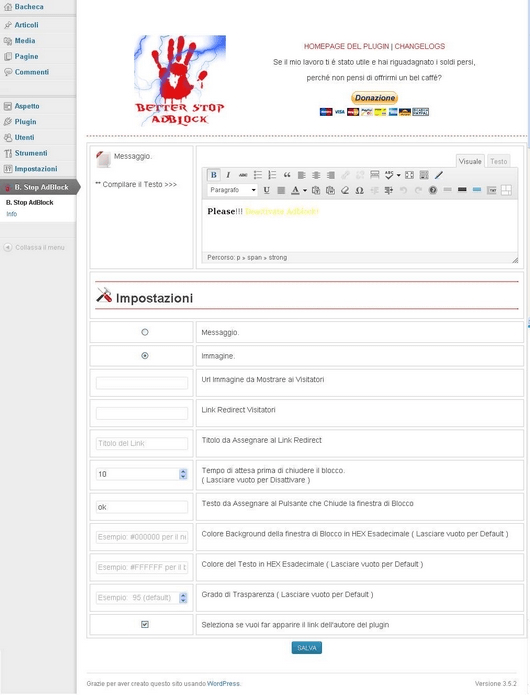 Bacheca
Articoli
Media
Pagine
Commenti
Aspetto
Plugin
Utenti
Strumenti
Impostazioni
B. Stop AdBlock
B. Stop AdBlock
Info
Collassa il menu
BETTER STOP
ADBLOCK
HOMEPAGE DEL PLUGIN | CHANGELOGS
Se il mio lavoro ti è stato utile e hai riguadagnato i soldi persi,
perchè non pensi di offrirmi un bel caffè?
Donazione
Messaggio.
** Compilare il Testo >>>
Visuale Testo
B I ABC
Paragrafo U A
Please!!! Deactivate AdBlock!
Percorso: p » span » strong
Impostazioni
Messaggio.
Immagine.
Url Immagine da Mostrare ai Visitatori
Link Redirect Visitatori
Titolo del Link Titolo da Assegnare al Link Redirect
10 Tempo di attesa prima di chiudere il blocco.
( Lasciare vuoto per Disattivare )
ok Testo da Assegnare al Pulsante che Chiude la finestra di Blocco
Esempio: #000000 per il n Colore Background della finestra di Blocco in HEX Esadecimale ( Lasciare vuoto per Default )
Esempio: #FFFFFF per il b Colore del Testo in HEX Esadecimale ( Lasciare vuoto per Default )
Esempio: 95 (default) Grado di Trasparenza ( Lasciare vuoto per Default )
Seleziona se vuoi far apparire il link dell'autore del plugin
SALVA
Grazie per aver creato questo sito usando WordPress. Versione 3.5.2